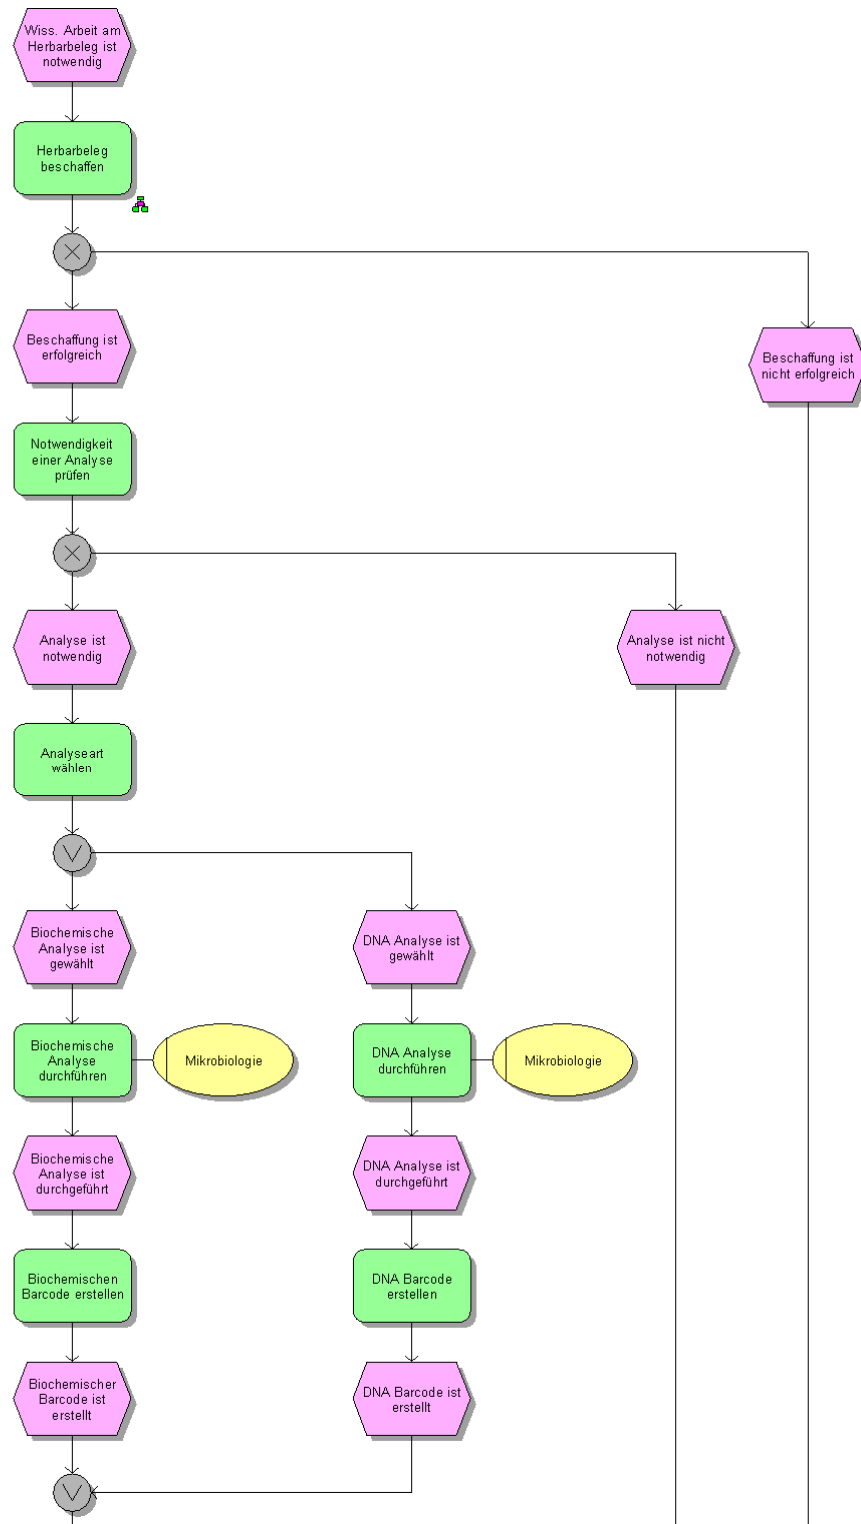 Wiss. Arbeit am
Herbarbeleg ist
notwendig
Herbarbeleg
beschaffen
Beschaffung ist
erfolgreich
Beschaffung ist
nicht erfolgreich
Notwendigkeit
einer Analyse
prüfen
Analyse ist
notwendig
Analyse ist nicht
notwendig
Analyseart
wählen
Biochemische
Analyse ist
gewählt
DNA Analyse ist
gewählt
Biochemische
Analyse
durchführen
Mikrobiologie
DNA Analyse
durchführen
Mikrobiologie
Biochemische
Analyse ist
durchgeführt
DNA Analyse ist
durchgeführt
Biochemischen
Barcode erstellen
DNA Barcode
erstellen
Biochemischer
Barcode ist
erstellt
DNA Barcode ist
erstellt